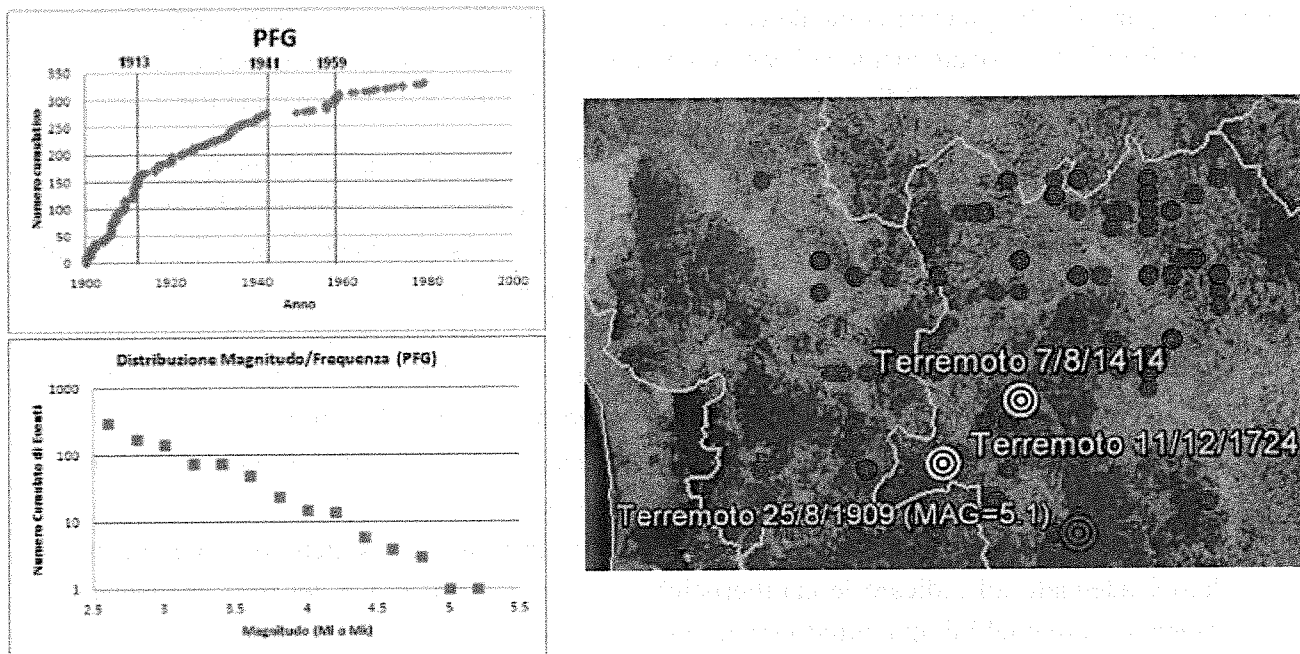 PFG
1913 1941 1959
350
300
250
200
150
100
50
0
1900 1920 1940 1960 1980 2000
Numero cumulativo
Anno
Distribuzione Magnitudo/Frequenza (PFG)
1000
100
10
1
2.5 3 3.5 4 4.5 5 5.5
Numero Cumulato di Eventi
Magnitudo (Ml o Mk)
Terremoto 7/8/1414
Terremoto 11/12/1724
Terremoto 25/8/1909 (MAG=5.1)